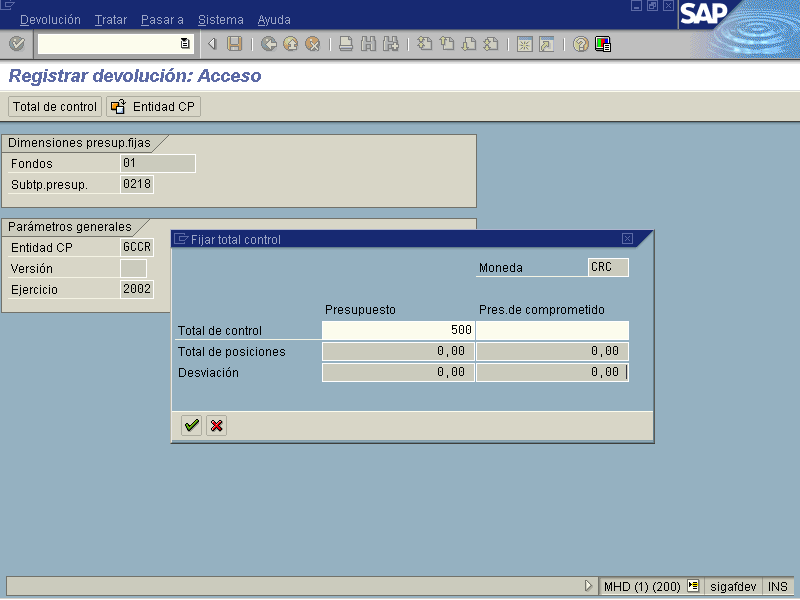 Devolución Tratar Pasar a Sistema Ayuda
SAP
Registrar devolución: Acceso
Total de control Entidad CP
Dimensiones presup.fijas
Fondos 01
Subtp.presup. 0218
Parámetros generales
Entidad CP GCCR
Versión
Ejercicio 2002
Fijar total control
Moneda CRC
Presupuesto Pres.de comprometido
Total de control 500
Total de posiciones 0,00 0,00
Desviación 0,00 0,00
MHD (1) (200) sigafdev INS